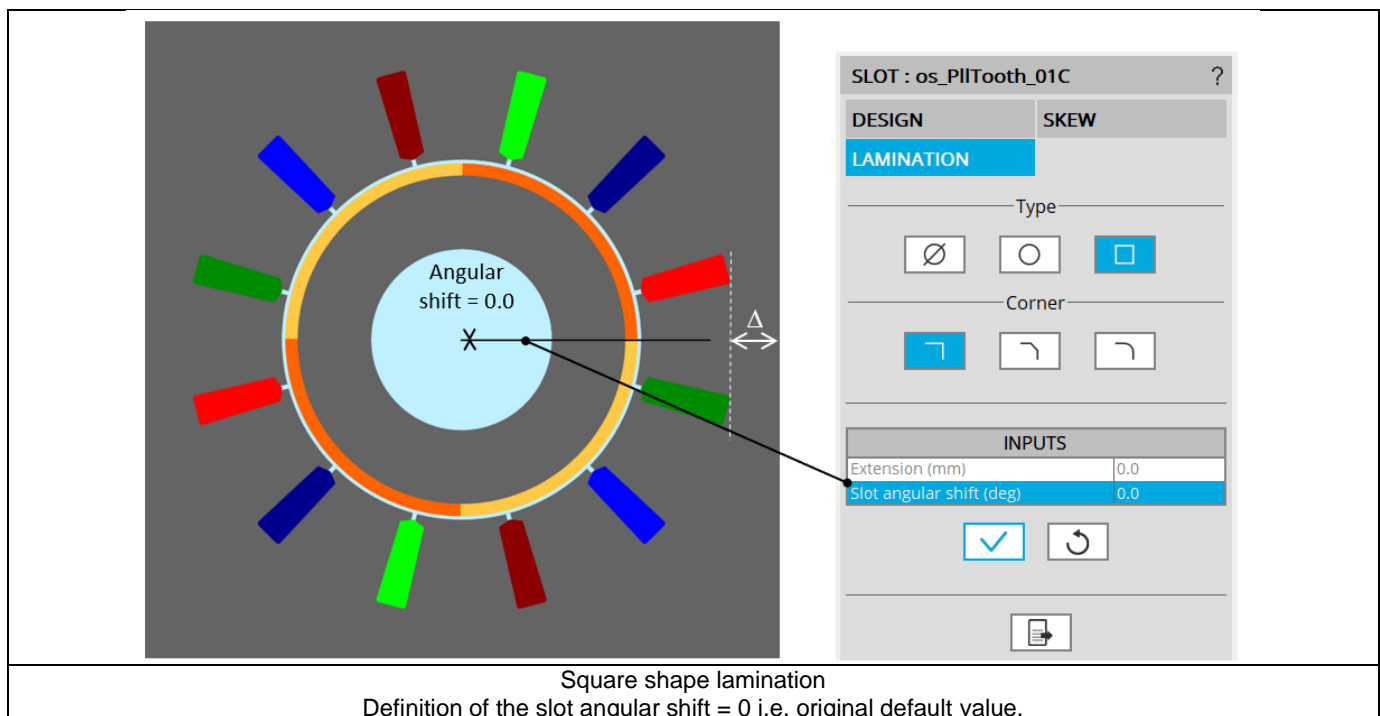 Angular
shift = 0.0
Δ
SLOT : os_PllTooth_01C ?
DESIGN SKEW
LAMINATION
Type
Corner
INPUTS
Extension (mm) 0.0
Slot angular shift (deg) 0.0
Square shape lamination
Definition of the slot angular shift = 0 i.e. original default value.